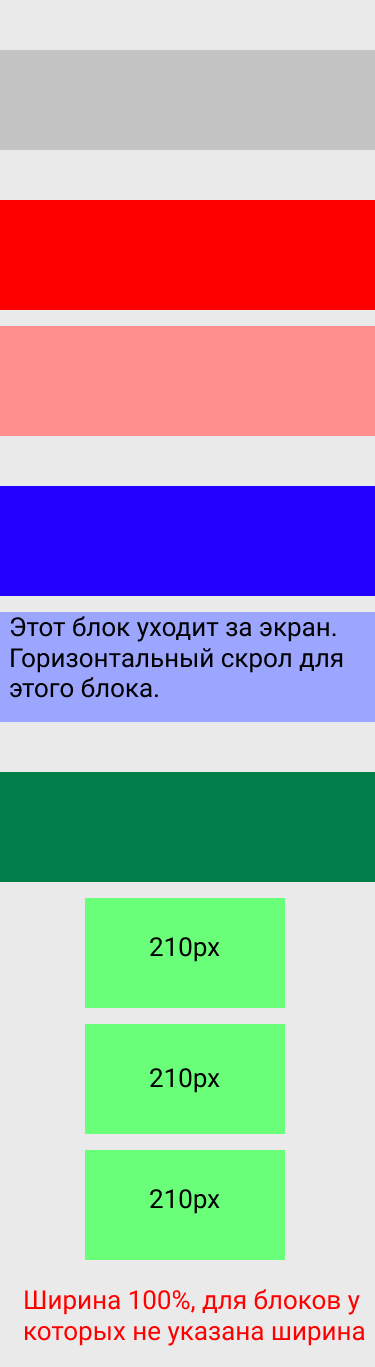 Этот блок уходит за экран.
Горизонтальный скрол для
этого блока.
210px
210px
210px
Ширина 100%, для блоков у
которых не указана ширина